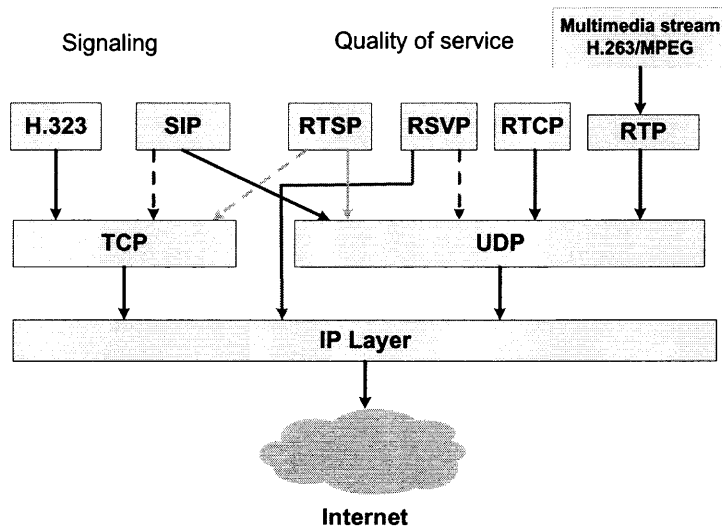 Signaling
Quality of service
Multimedia stream
H.263/MPEG
H.323
SIP
RTSP
RSVP
RTCP
RTP
TCP
UDP
IP Layer
Internet